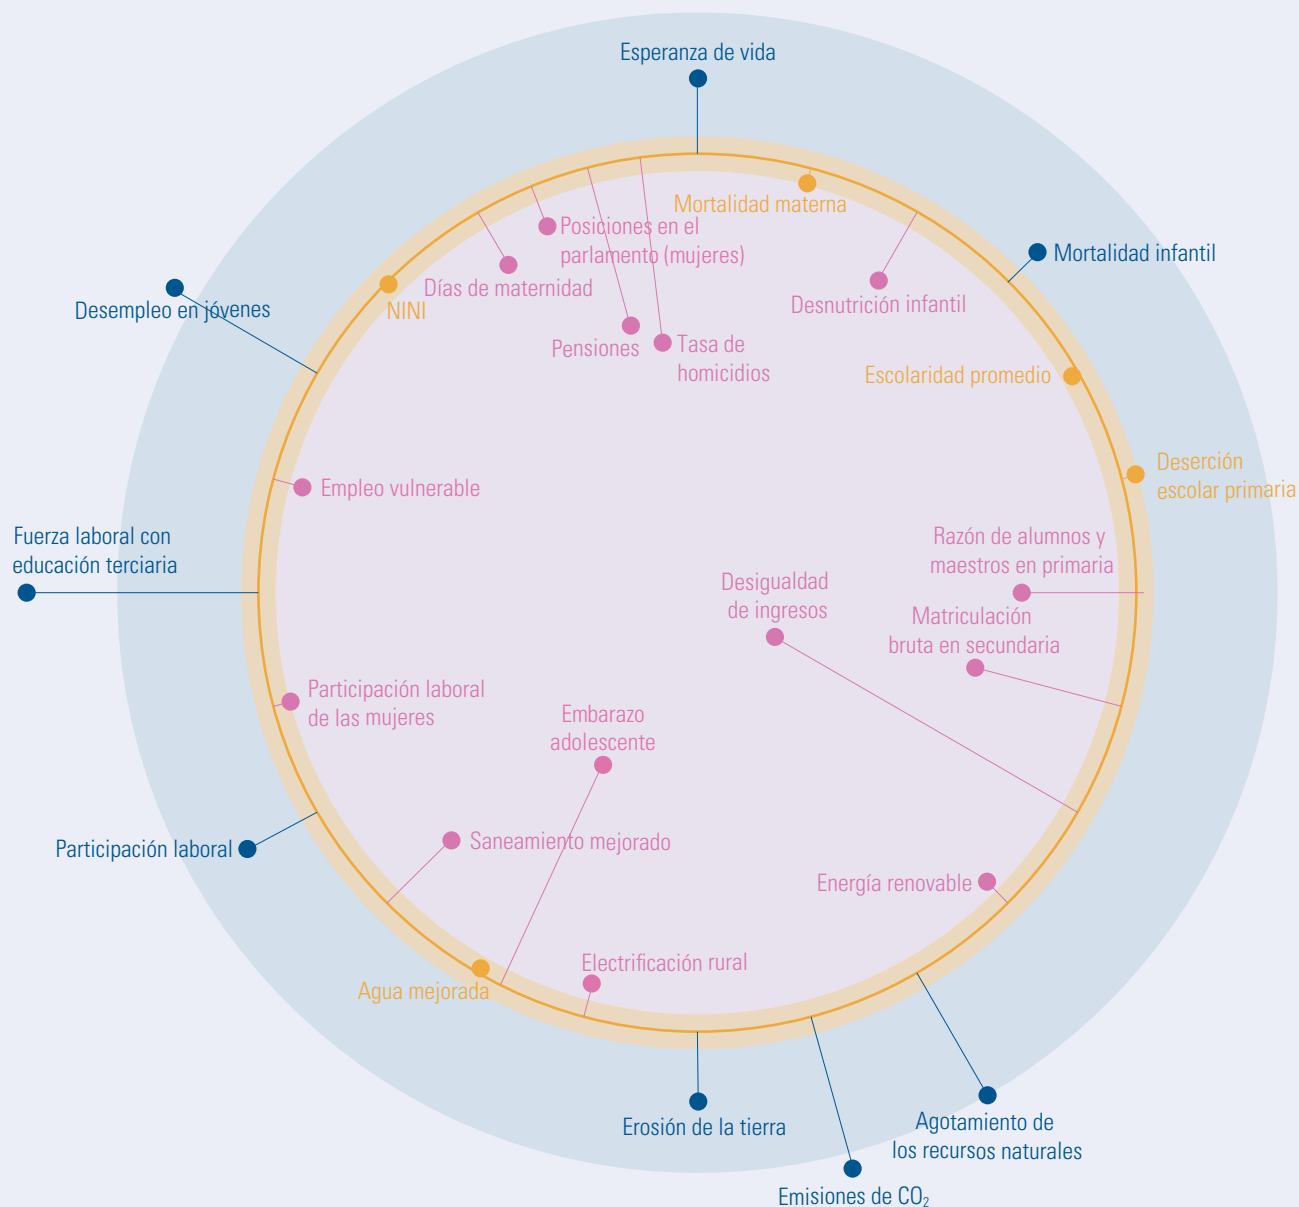 Esperanza de vida
Mortalidad materna
Posiciones en el
parlamento (mujeres)
Mortalidad infantil
Días de maternidad
Desnutrición infantil
Desempleo en jóvenes
NINI
Pensiones
Tasa de
homicidios
Escolaridad promedio
Deserción
escolar primaria
Empleo vulnerable
Fuerza laboral con
educación terciaria
Razón de alumnos y
maestros en primaria
Desigualdad
de ingresos
Matriculación
bruta en secundaria
Participación laboral
de las mujeres
Embarazo
adolescente
Saneamiento mejorado
Participación laboral
Energía renovable
Electrificación rural
Agua mejorada
Erosión de la tierra
Agotamiento de
los recursos naturales
Emisiones de CO₂